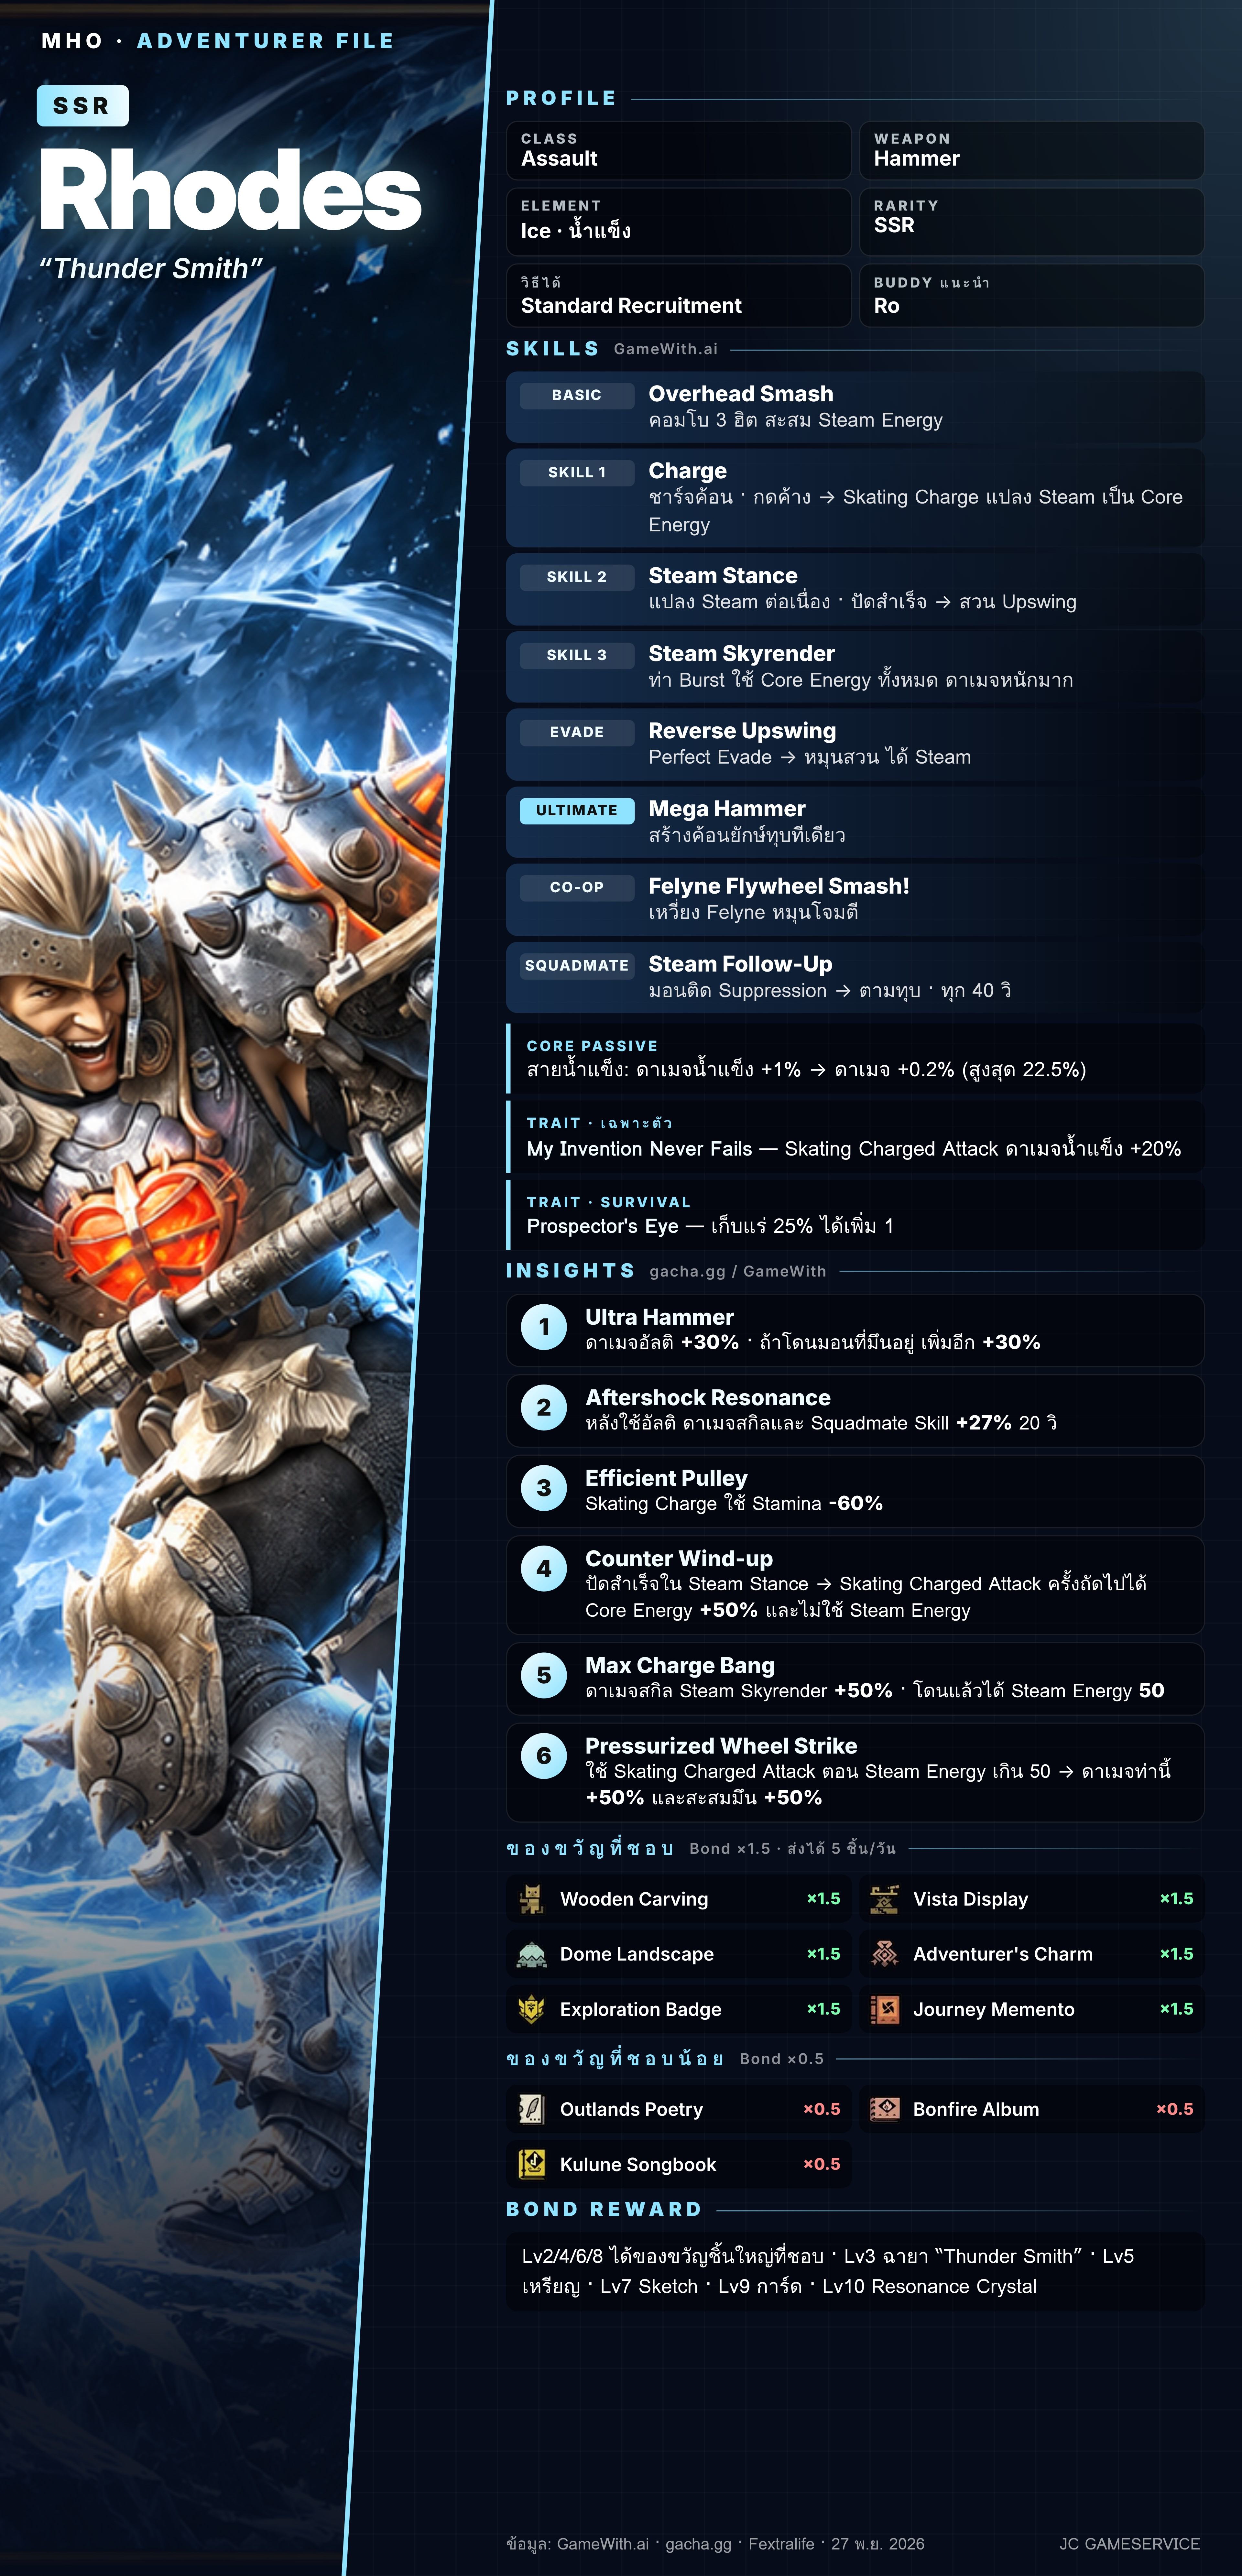 MHO · ADVENTURER FILE
SSR
Rhodes
“Thunder Smith”
PROFILE
CLASS
Assault
WEAPON
Hammer
ELEMENT
Ice · น้ำแข็ง
RARITY
SSR
วิธีได้
Standard Recruitment
BUDDY แนะนำ
Ro
SKILLS GameWith.ai
BASIC
Overhead Smash
คอมโบ 3 ฮิต สะสม Steam Energy
SKILL 1
Charge
ชาร์จค้อน · กดค้าง → Skating Charge แปลง Steam เป็น Core
Energy
SKILL 2
Steam Stance
แปลง Steam ต่อเนื่อง · ปัดสำเร็จ → สวน Upswing
SKILL 3
Steam Skyrender
ท่า Burst ใช้ Core Energy ทั้งหมด ดาเมจหนักมาก
EVADE
Reverse Upswing
Perfect Evade → หมุนสวน ได้ Steam
ULTIMATE
Mega Hammer
สร้างค้อนยักษ์ทุบทีเดียว
CO-OP
Felyne Flywheel Smash!
เหวี่ยง Felyne หมุนโจมตี
SQUADMATE
Steam Follow-Up
มอนติด Suppression → ตามทุบ · ทุก 40 วิ
CORE PASSIVE
สายน้ำแข็ง: ดาเมจน้ำแข็ง +1% → ดาเมจ +0.2% (สูงสุด 22.5%)
TRAIT · เฉพาะตัว
My Invention Never Fails — Skating Charged Attack ดาเมจน้ำแข็ง +20%
TRAIT · SURVIVAL
Prospector's Eye — เก็บแร่ 25% ได้เพิ่ม 1
INSIGHTS gacha.gg / GameWith
1
Ultra Hammer
ดาเมจอัลติ +30% · ถ้าโดนมอนที่มึนอยู่ เพิ่มอีก +30%
2
Aftershock Resonance
หลังใช้อัลติ ดาเมจสกิลและ Squadmate Skill +27% 20 วิ
3
Efficient Pulley
Skating Charge ใช้ Stamina -60%
4
Counter Wind-up
ปัดสำเร็จใน Steam Stance → Skating Charged Attack ครั้งถัดไปได้
Core Energy +50% และไม่ใช้ Steam Energy
5
Max Charge Bang
ดาเมจสกิล Steam Skyrender +50% · โดนแล้วได้ Steam Energy 50
6
Pressurized Wheel Strike
ใช้ Skating Charged Attack ตอน Steam Energy เกิน 50 → ดาเมจท่านี้
+50% และสะสมมึน +50%
ของขวัญที่ชอบ Bond ×1.5 · ส่งได้ 5 ชิ้น/วัน
Wooden Carving ×1.5
Vista Display ×1.5
Dome Landscape ×1.5
Adventurer's Charm ×1.5
Exploration Badge ×1.5
Journey Memento ×1.5
ของขวัญที่ชอบน้อย Bond ×0.5
Outlands Poetry ×0.5
Bonfire Album ×0.5
Kulune Songbook ×0.5
BOND REWARD
Lv2/4/6/8 ได้ของขวัญชิ้นใหญ่ที่ชอบ · Lv3 ฉายา “Thunder Smith” · Lv5
เหรียญ · Lv7 Sketch · Lv9 การ์ด · Lv10 Resonance Crystal
ข้อมูล: GameWith.ai · gacha.gg · Fextralife · 27 พ.ย. 2026
JC GAMESERVICE